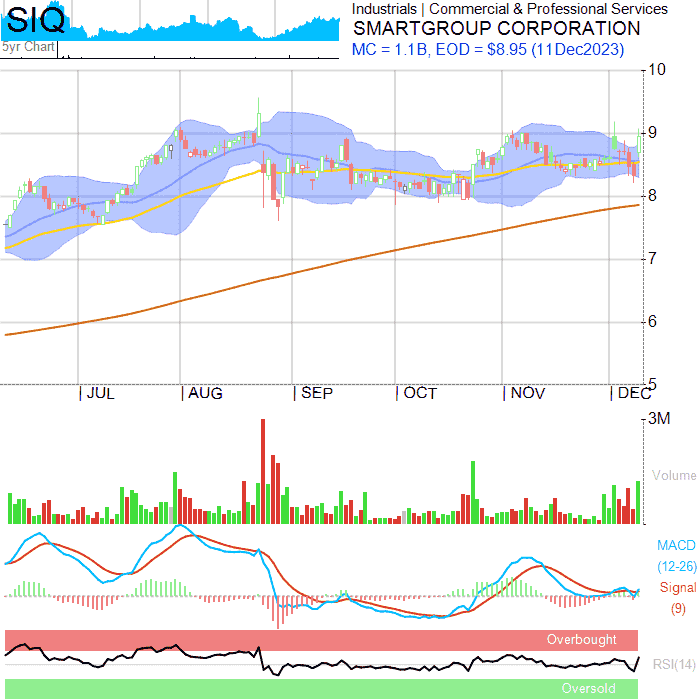 SIQ
5yr Chart
Industrials | Commercial & Professional Services
SMARTGROUP CORPORATION
MC = 1.1B, EOD = $8.95 (11Dec2023)
10
9
8
7
6
5
JUL AUG SEP OCT NOV DEC
3M
Volume
MACD
(12-26)
Signal
(9)
Overbought
RSI(14)
Oversold